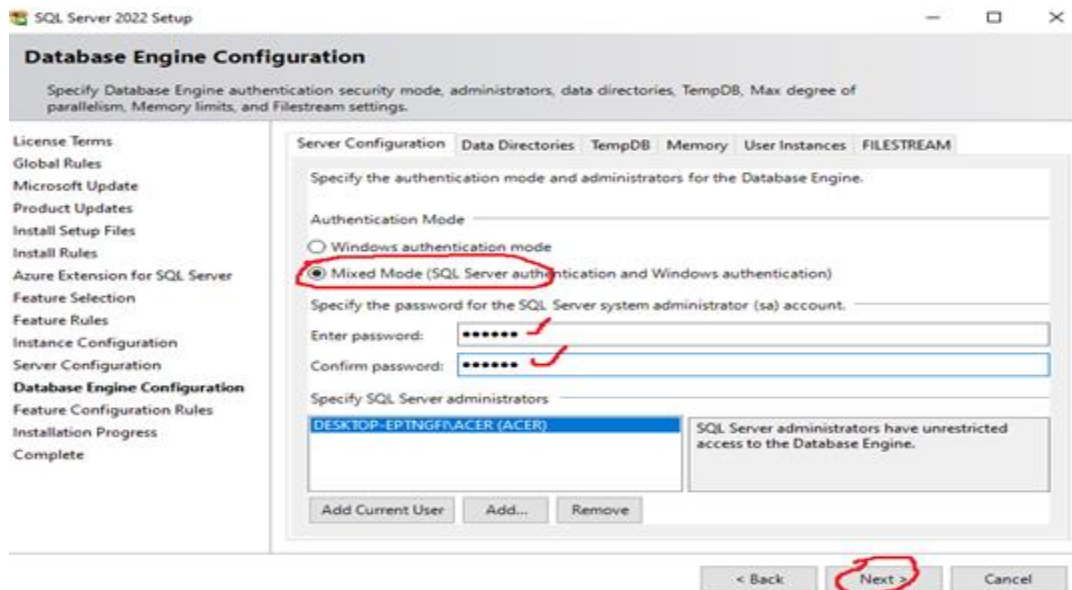 SQL Server 2022 Setup
Database Engine Configuration
Specify Database Engine authentication security mode, administrators, data directories, TempDB, Max degree of
parallelism, Memory limits, and Filestream settings.
License Terms
Global Rules
Microsoft Update
Product Updates
Install Setup Files
Install Rules
Azure Extension for SQL Server
Feature Selection
Feature Rules
Instance Configuration
Server Configuration
Database Engine Configuration
Feature Configuration Rules
Installation Progress
Complete
Server Configuration Data Directories TempDB Memory User Instances FILESTREAM
Specify the authentication mode and administrators for the Database Engine.
Authentication Mode
Windows authentication mode
Mixed Mode (SQL Server authentication and Windows authentication)
Specify the password for the SQL Server system administrator (sa) account.
Enter password: ••••••
Confirm password: ••••••
Specify SQL Server administrators
DESKTOP-EPTNGFI\ACER (ACER)
SQL Server administrators have unrestricted
access to the Database Engine.
Add Current User Add... Remove
< Back Next > Cancel